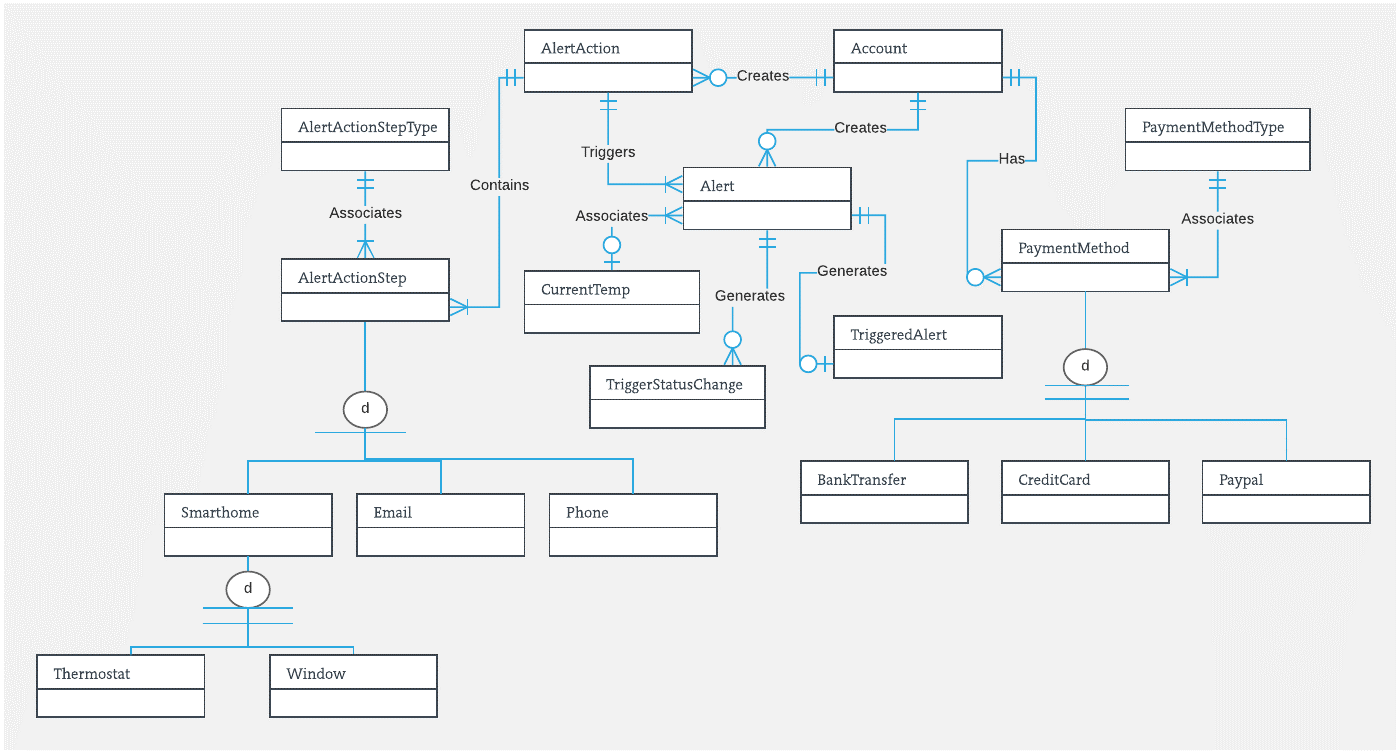 AlertAction
Account
Creates
AlertActionStepType
Creates
PaymentMethodType
Triggers
Has
Contains
Alert
Associates
Associates
Associates
PaymentMethod
AlertActionStep
Generates
CurrentTemp
Generates
TriggeredAlert
d
TriggerStatusChange
d
BankTransfer
CreditCard
Paypal
Smarthome
Email
Phone
d
Thermostat
Window